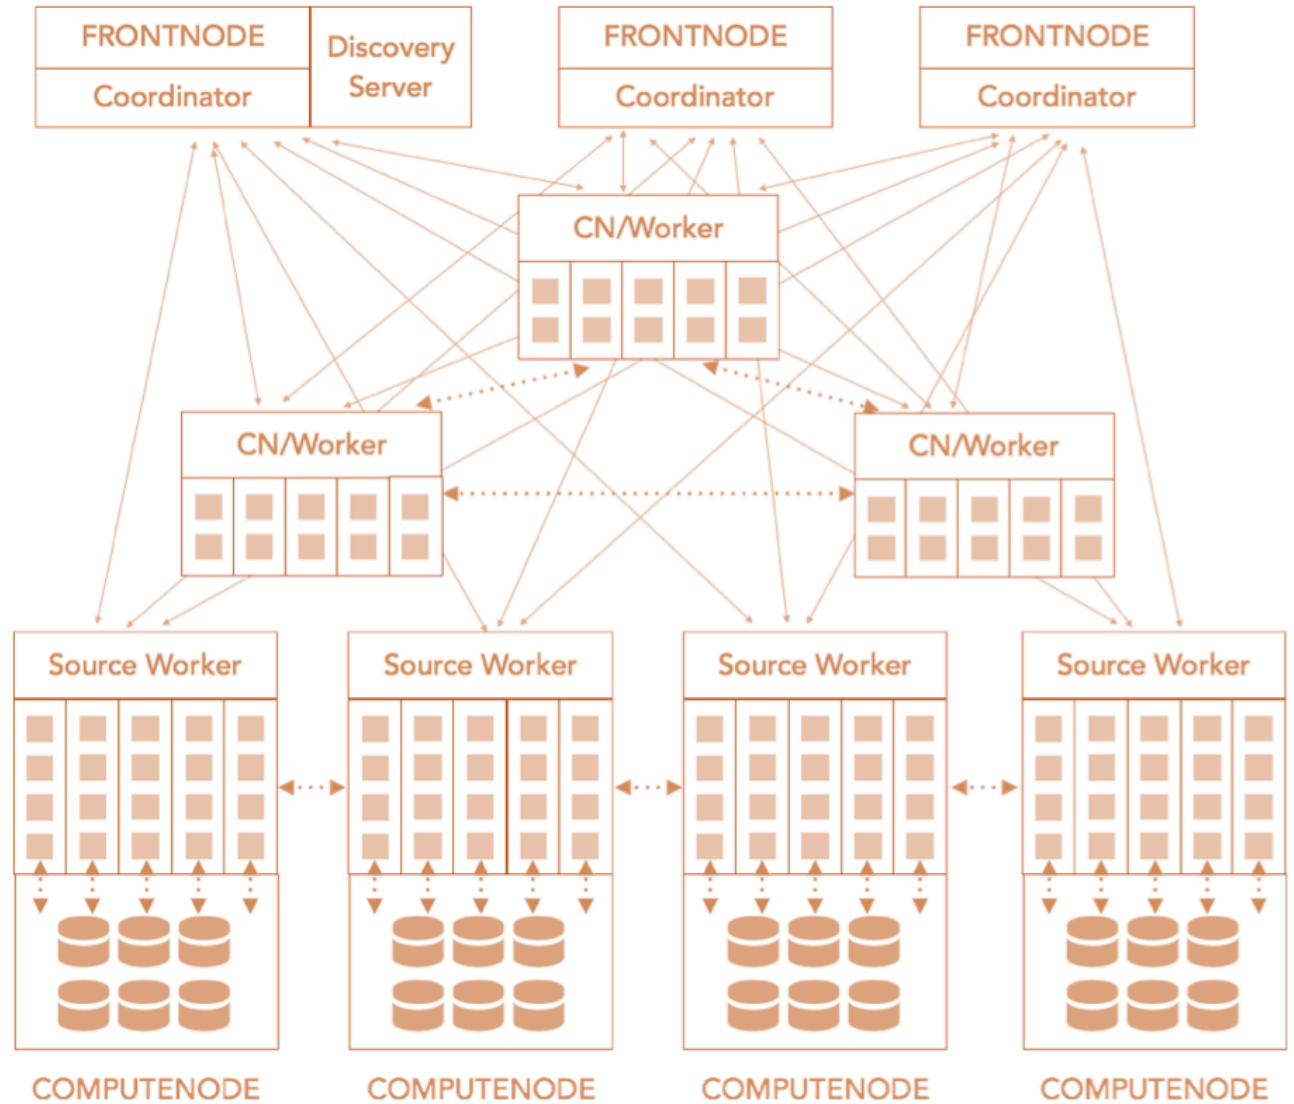 FRONTNODE
Coordinator
Discovery
Server
FRONTNODE
Coordinator
FRONTNODE
Coordinator
CN/Worker
CN/Worker
CN/Worker
Source Worker
Source Worker
Source Worker
Source Worker
COMPUTENODE
COMPUTENODE
COMPUTENODE
COMPUTENODE